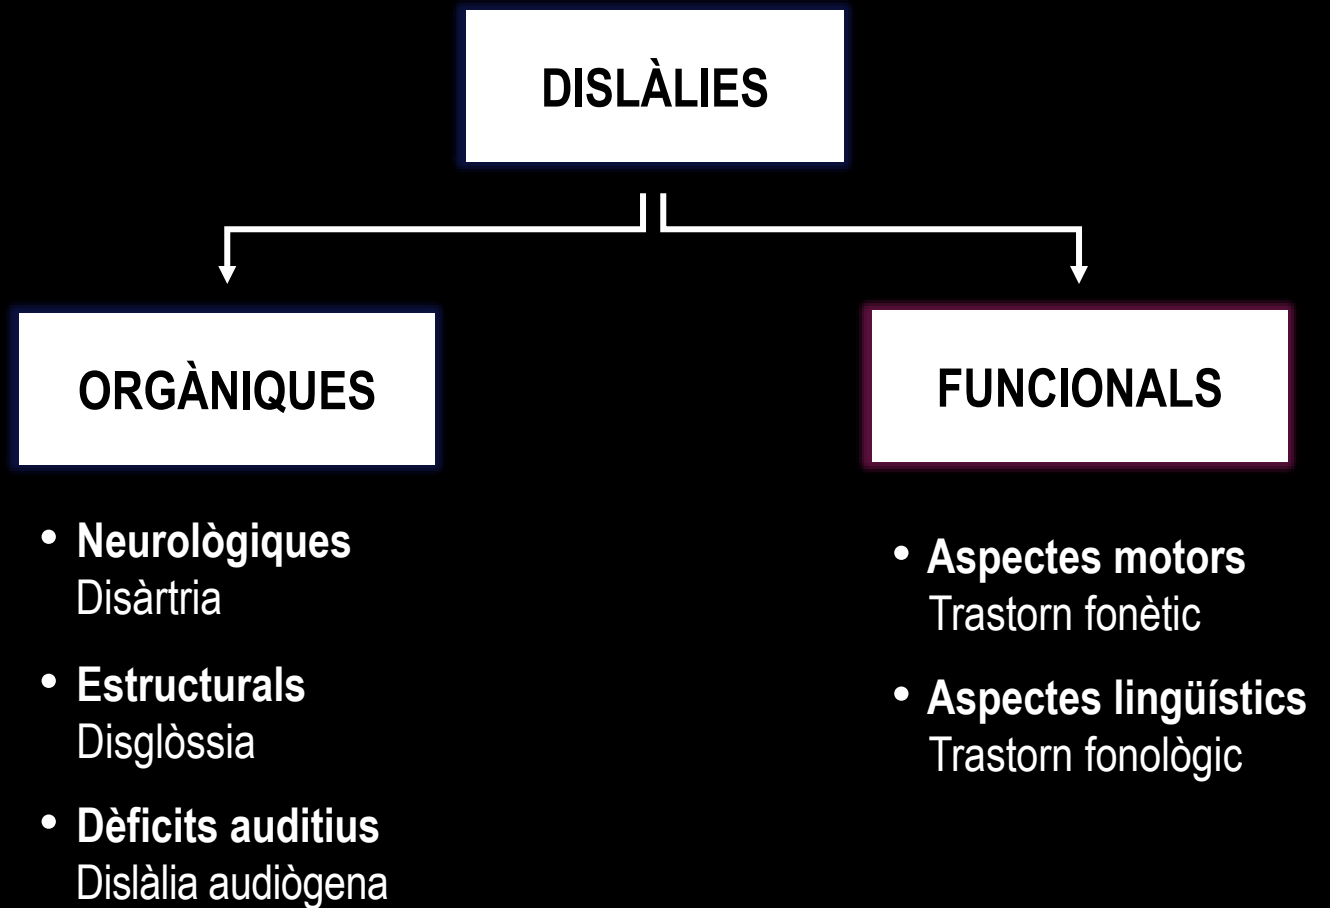 DISLÀLIES
ORGÀNIQUES
• Neurològiques
Disàrtria
• Estructurals
Disglòssia
• Dèficits auditius
Dislàlia audiògena
FUNCIONALS
• Aspectes motors
Trastorn fonètic
• Aspectes lingüístics
Trastorn fonològic